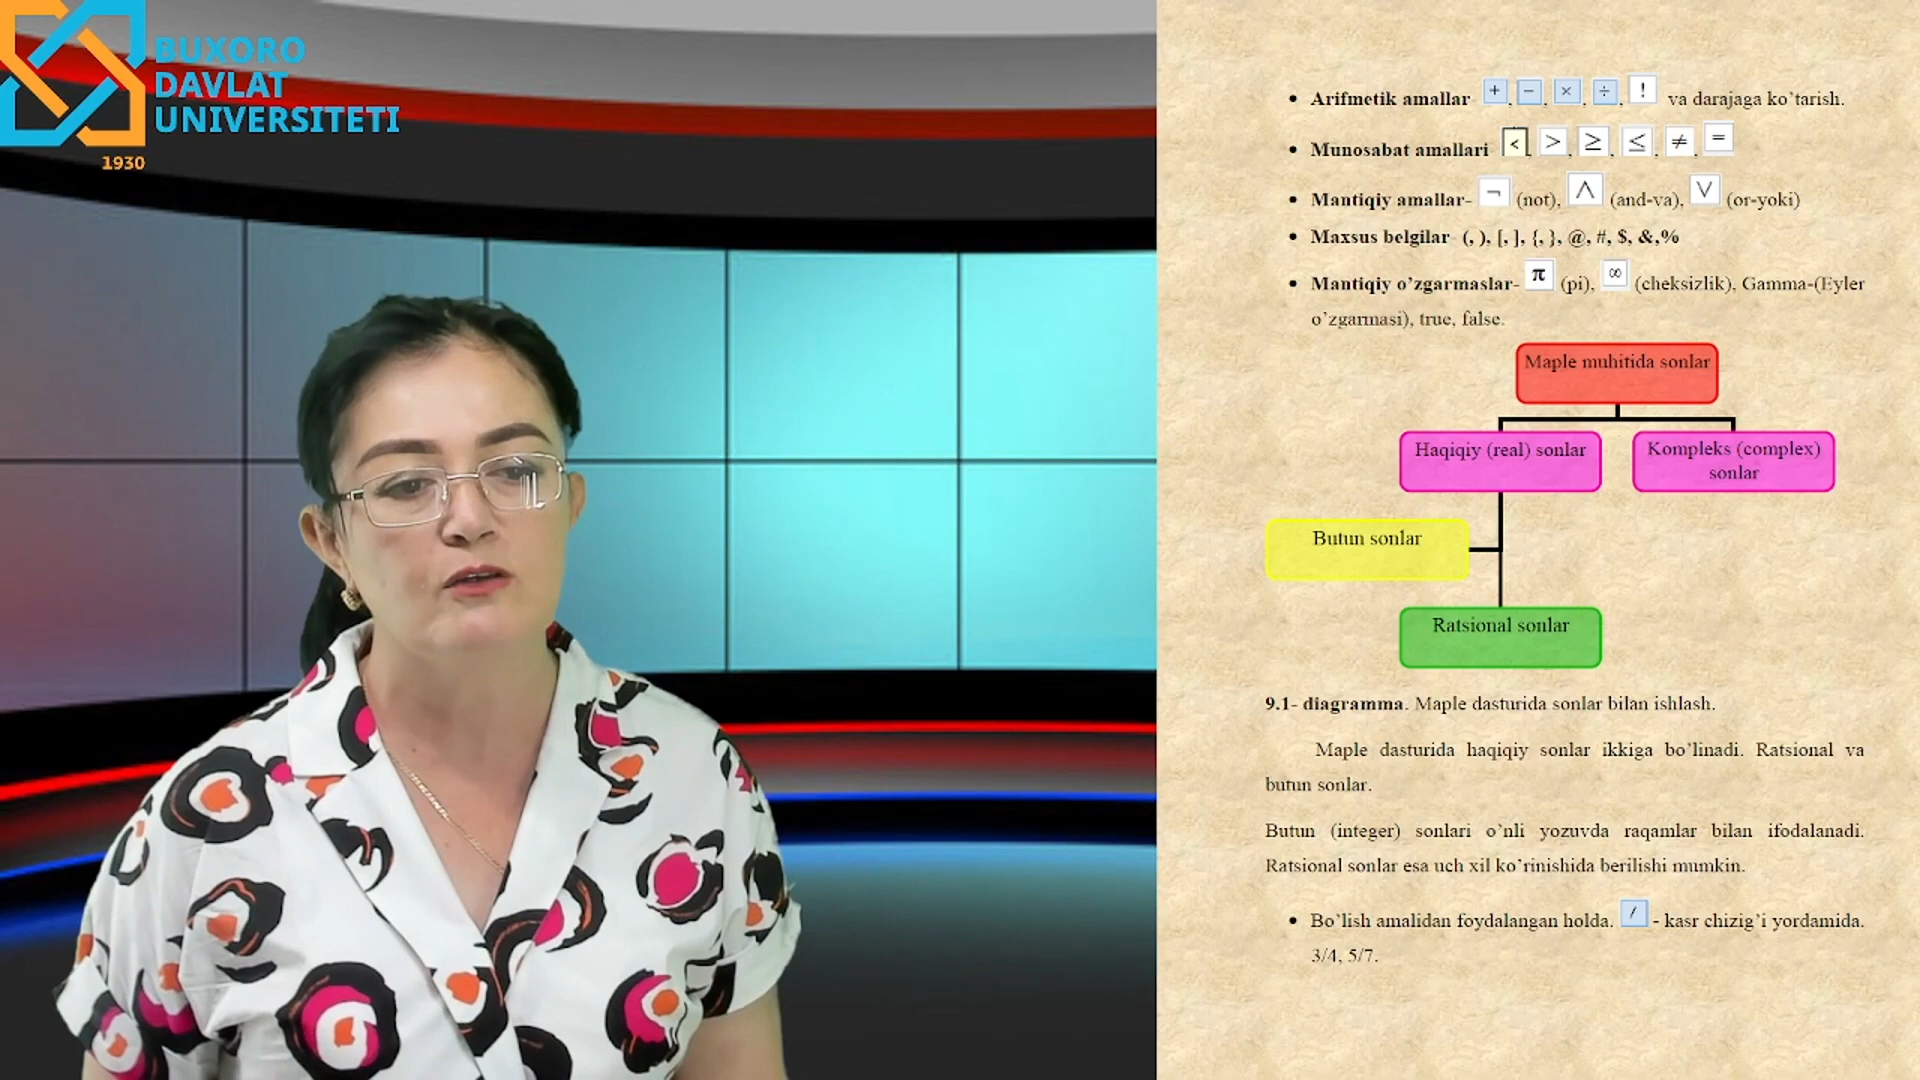 BUXORO
DAVLAT
UNIVERSITETI
1930
• Arifmetik amallar + , − , × , ÷ , ! va darajaga ko’tarish.
• Munosabat amallari < , > , ≥ , ≤ , ≠ , =
• Mantiqiy amallar- ¬ (not), ∧ (and-va), ∨ (or-yoki)
• Maxsus belgilar- (, ), [, ], {, }, @, #, $, &,%
• Mantiqiy o’zgarmaslar- π (pi), ∞ (cheksizlik), Gamma-(Eyler
o’zgarmasi), true, false.
Maple muhitida sonlar
Haqiqiy (real) sonlar
Kompleks (complex)
sonlar
Butun sonlar
Ratsional sonlar
9.1- diagramma. Maple dasturida sonlar bilan ishlash.
Maple dasturida haqiqiy sonlar ikkiga bo’linadi. Ratsional va
butun sonlar.
Butun (integer) sonlari o’nli yozuvda raqamlar bilan ifodalanadi.
Ratsional sonlar esa uch xil ko’rinishida berilishi mumkin.
• Bo’lish amalidan foydalangan holda. / - kasr chizig’i yordamida.
3/4, 5/7.